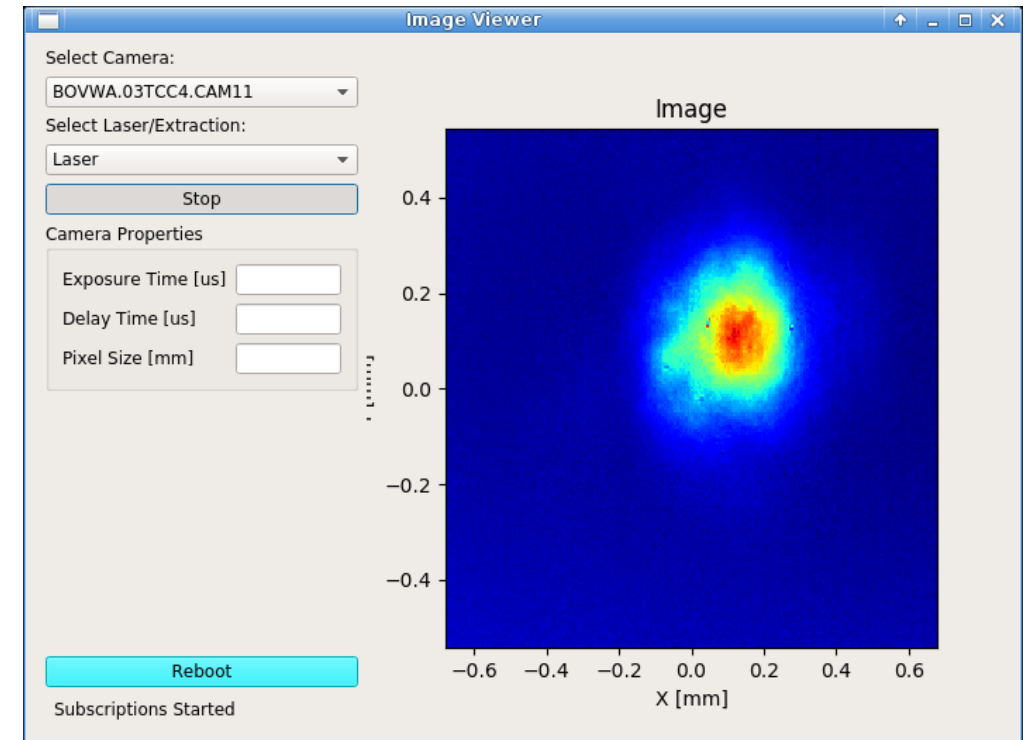 Image Viewer
Select Camera:
BOVWA.03TCC4.CAM11
Select Laser/Extraction:
Laser
Stop
Camera Properties
Exposure Time [us]
Delay Time [us]
Pixel Size [mm]
Reboot
Subscriptions Started
Image
0.4
0.2
0.0
−0.2
−0.4
−0.6 −0.4 −0.2 0.0 0.2 0.4 0.6
X [mm]